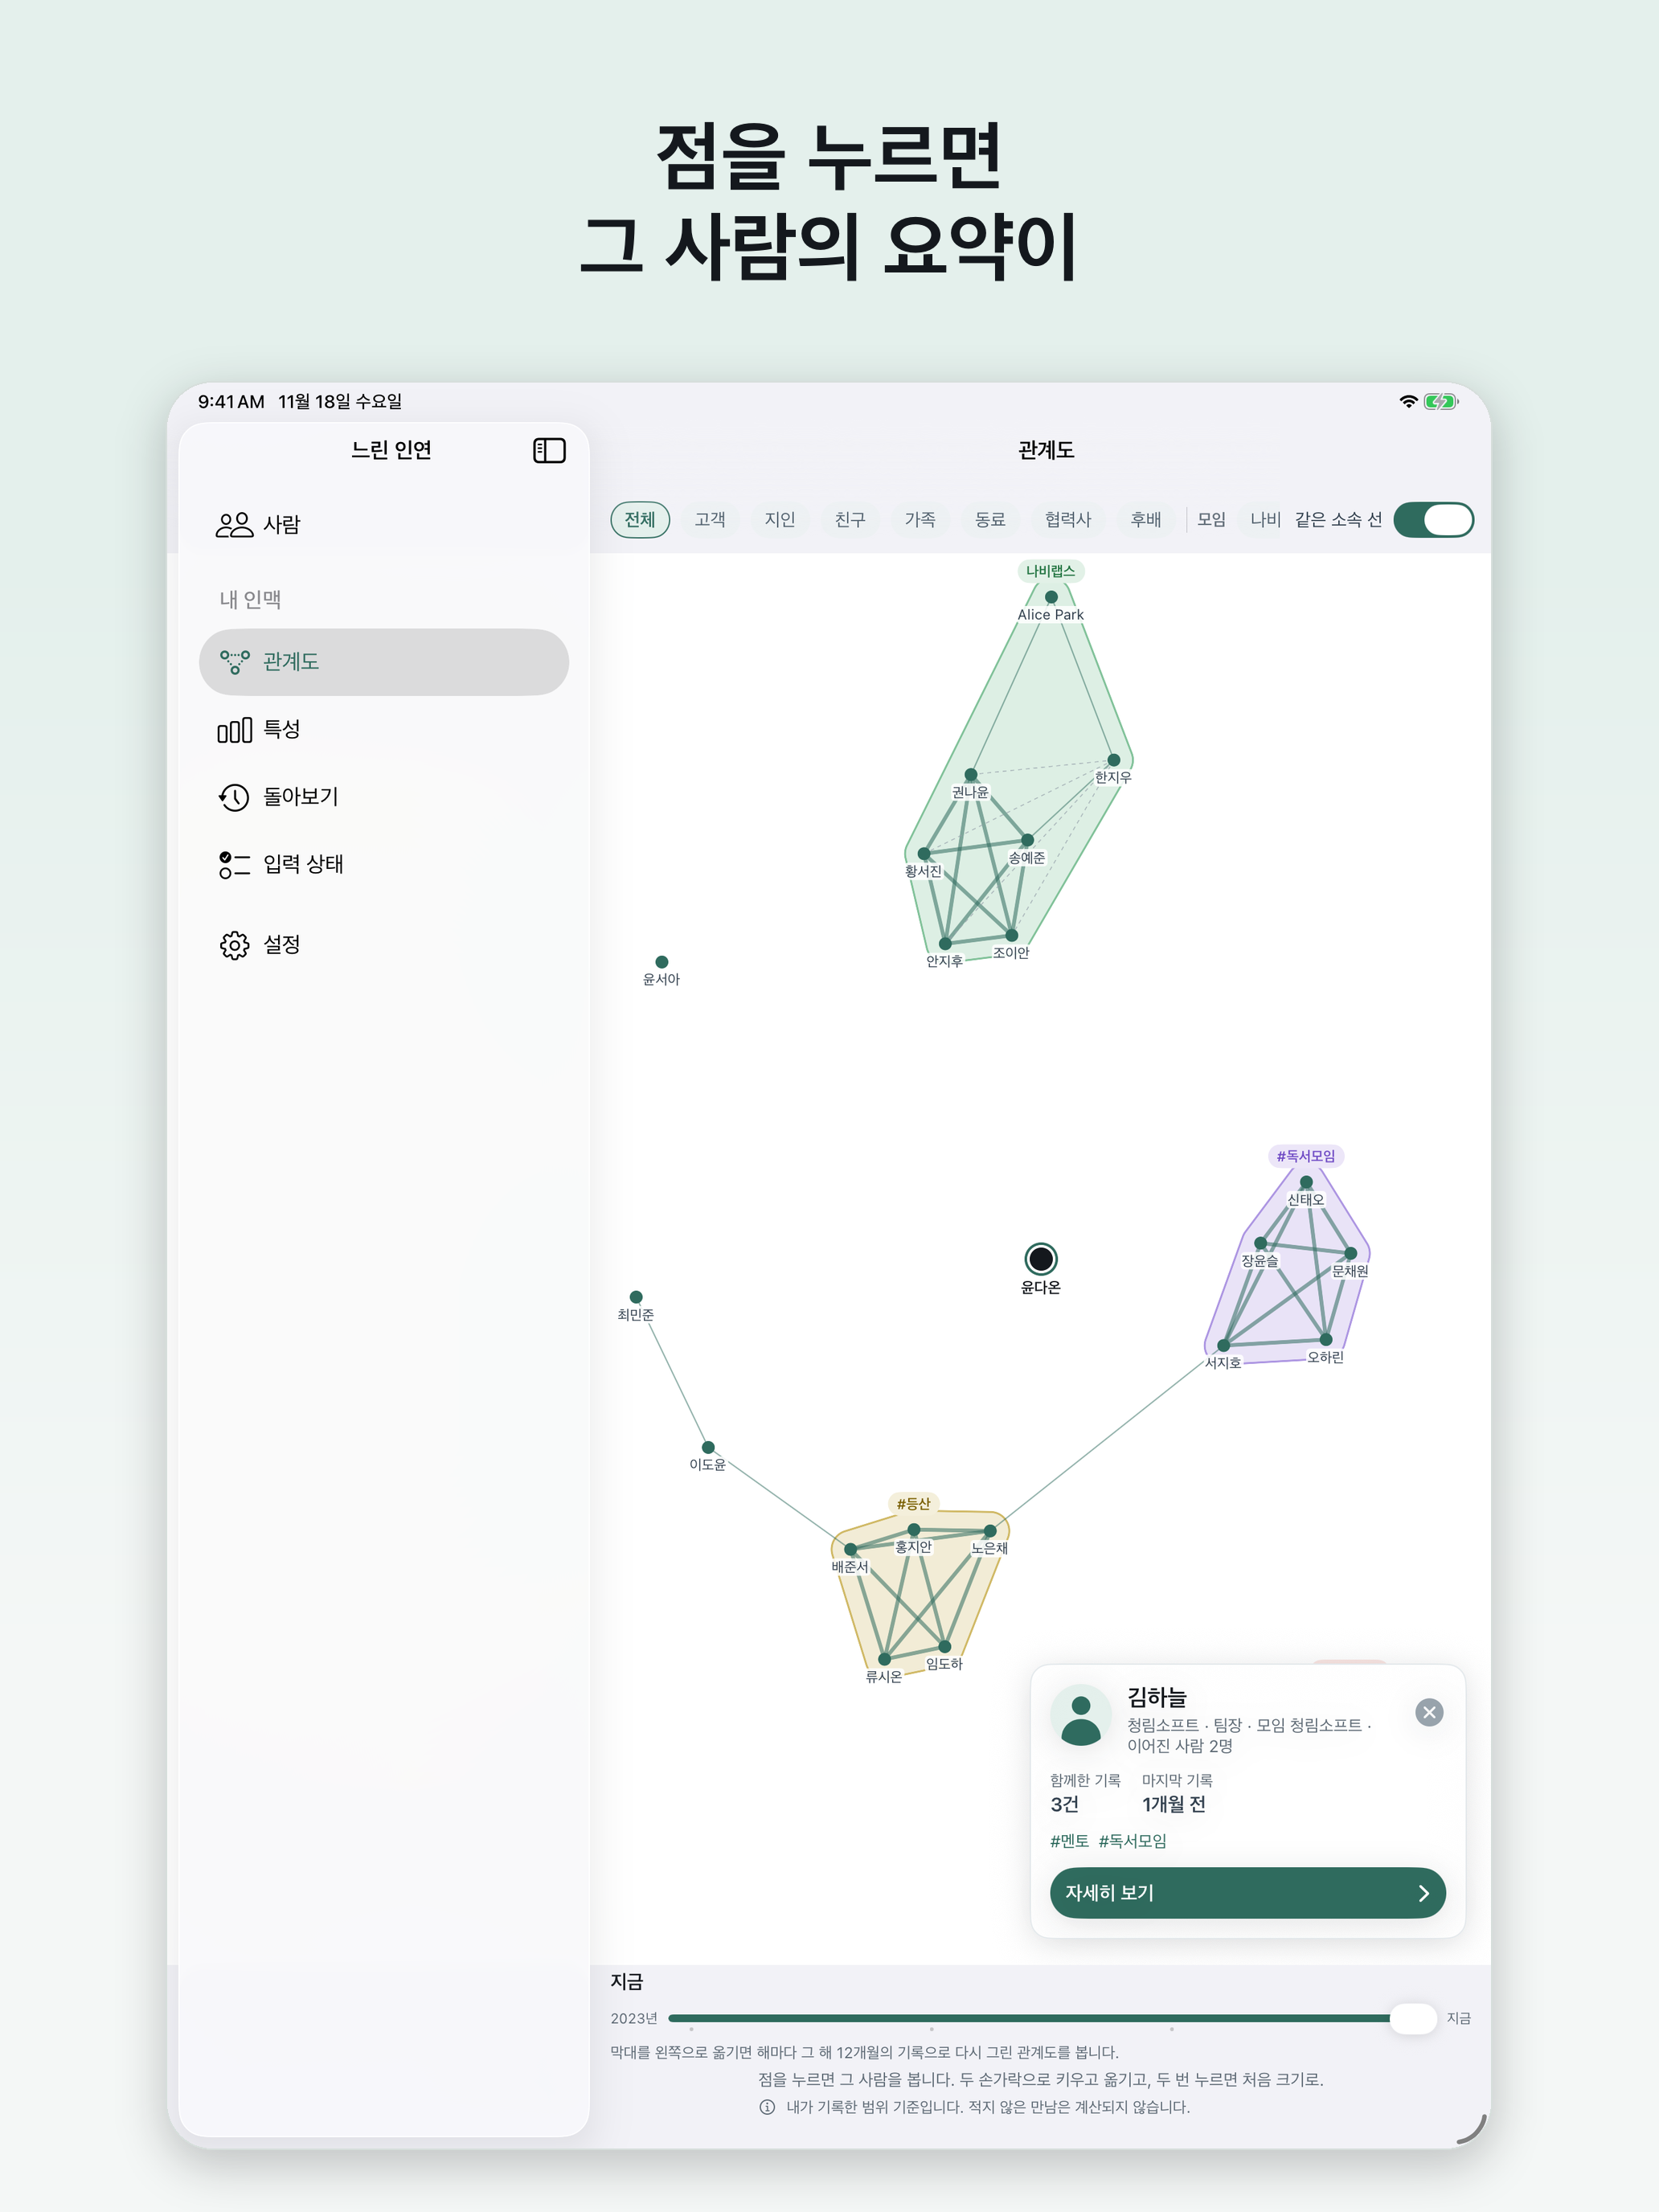 점을 누르면
그 사람의 요약이
9:41 AM 11월 18일 수요일
느린 인연
사람
내 인맥
관계도
특성
돌아보기
입력 상태
설정
관계도
전체 고객 지인 친구 가족 동료 협력사 후배 모임 나비 같은 소속 선
나비랩스
Alice Park
한지우
권나윤
송예준
황서진
조이안
안지후
윤서아
#독서모임
신태오
장윤슬
문채원
윤다온
최민준
오하린
서지호
이도윤
#등산
홍지안
노은채
배준서
임도하
류시온
김하늘
청림소프트 · 팀장 · 모임 청림소프트 ·
이어진 사람 2명
함께한 기록 마지막 기록
3건 1개월 전
#멘토 #독서모임
자세히 보기
지금
2023년 지금
막대를 왼쪽으로 옮기면 해마다 그 해 12개월의 기록으로 다시 그린 관계도를 봅니다.
점을 누르면 그 사람을 봅니다. 두 손가락으로 키우고 옮기고, 두 번 누르면 처음 크기로.
내가 기록한 범위 기준입니다. 적지 않은 만남은 계산되지 않습니다.